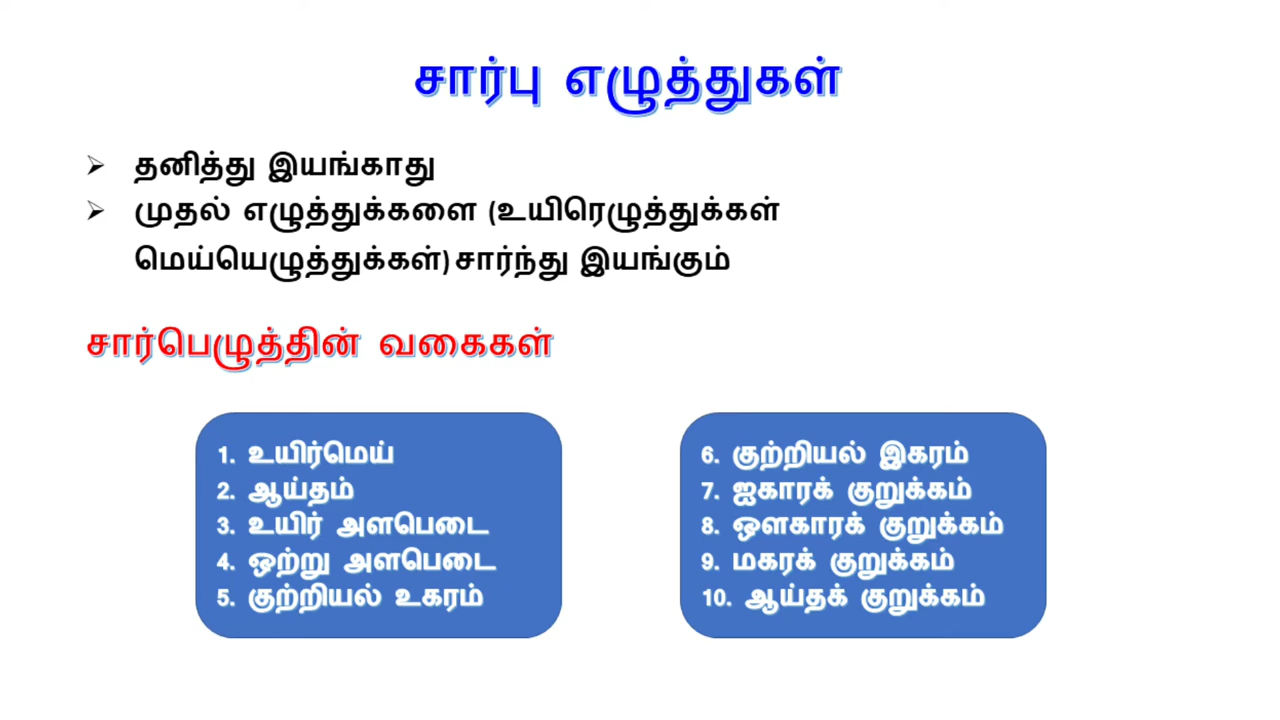 சார்பு எழுத்துகள்
தனித்து இயங்காது
முதல் எழுத்துக்களை (உயிரெழுத்துக்கள்
மெய்யெழுத்துக்கள்) சார்ந்து இயங்கும்
சார்பெழுத்தின் வகைகள்
1. உயிர்மெய்
2. ஆய்தம்
3. உயிர் அளபெடை
4. ஒற்று அளபெடை
5. குற்றியல் உகரம்
6. குற்றியல் இகரம்
7. ஐகாரக் குறுக்கம்
8. ஔகாரக் குறுக்கம்
9. மகரக் குறுக்கம்
10. ஆய்தக் குறுக்கம்